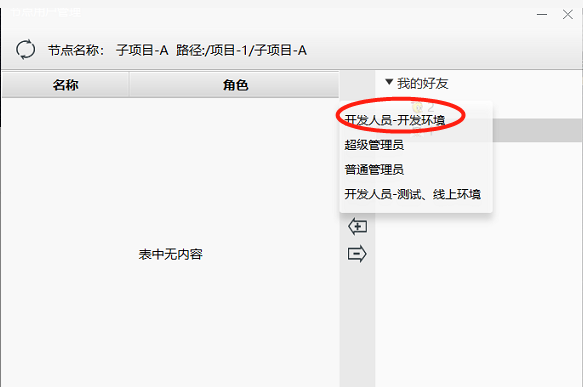 节点名称： 子项目-A 路径:/项目-1/子项目-A
名称 角色
我的好友
2
开发人员-开发环境
超级管理员
普通管理员
开发人员-测试、线上环境
表中无内容